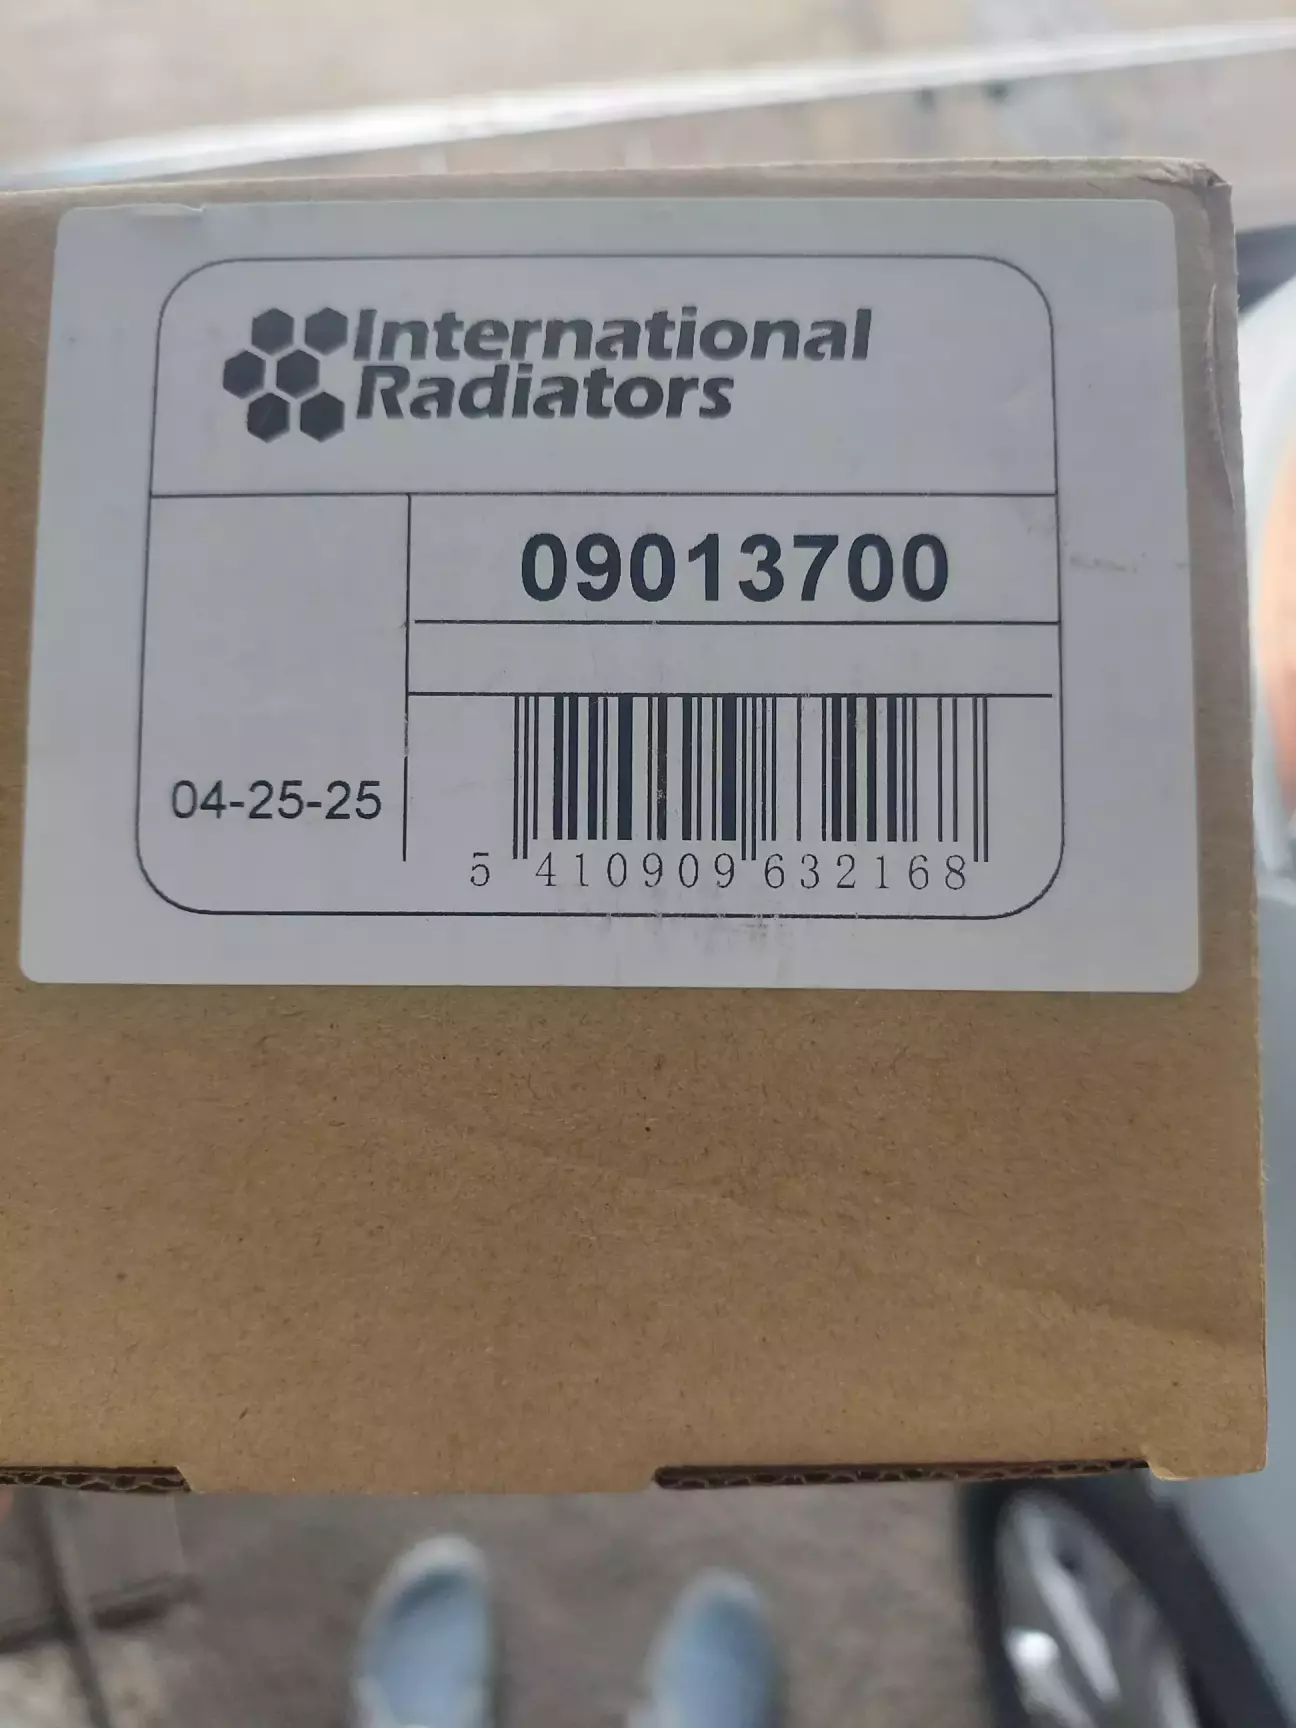 International
Radiators
09013700
04-25-25
5 410909 632168